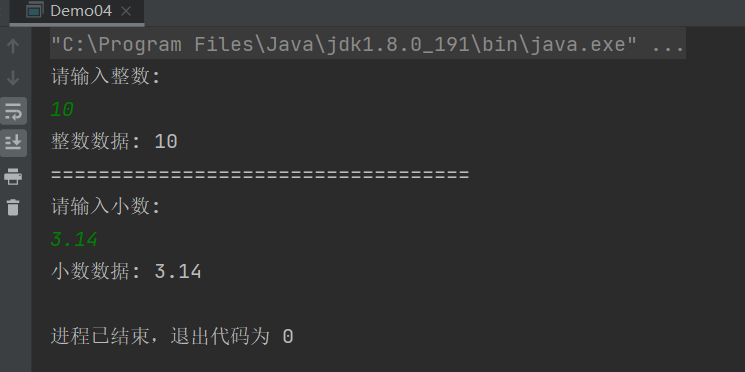 Demo04
"C:\Program Files\Java\jdk1.8.0_191\bin\java.exe" ...
请输入整数:
10
整数数据: 10
===================================
请输入小数:
3.14
小数数据: 3.14
进程已结束,退出代码为 0